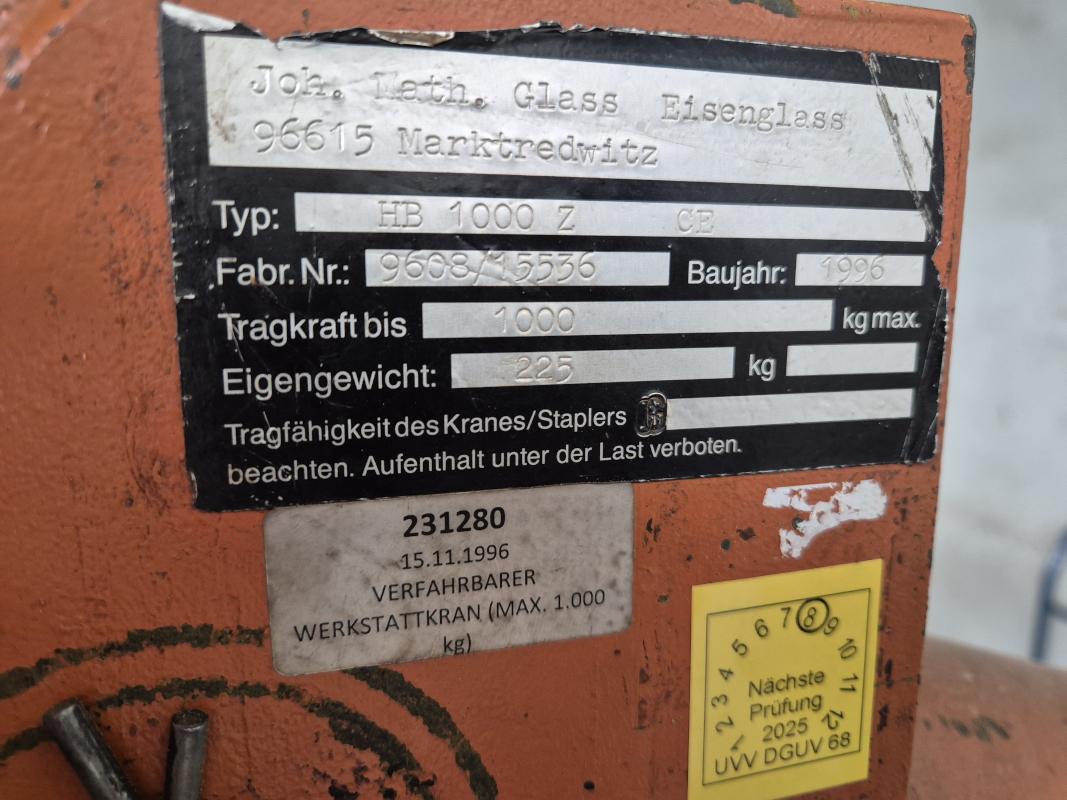 Joh. Math. Glass Eisenglass
96615 Marktredwitz
Typ: HB 1000 Z CE
Fabr. Nr.: 9608/15536 Baujahr: 1996
Tragkraft bis 1000 kg max.
Eigengewicht: 225 kg
Tragfähigkeit des Kranes/Staplers
beachten. Aufenthalt unter der Last verboten.
231280
15.11.1996
VERFAHRBARER
WERKSTATTKRAN (MAX. 1.000
kg)
1 2 3 4 5 6 7 8 9 10 11 12
Nächste
Prüfung
2025
UVV DGUV 68